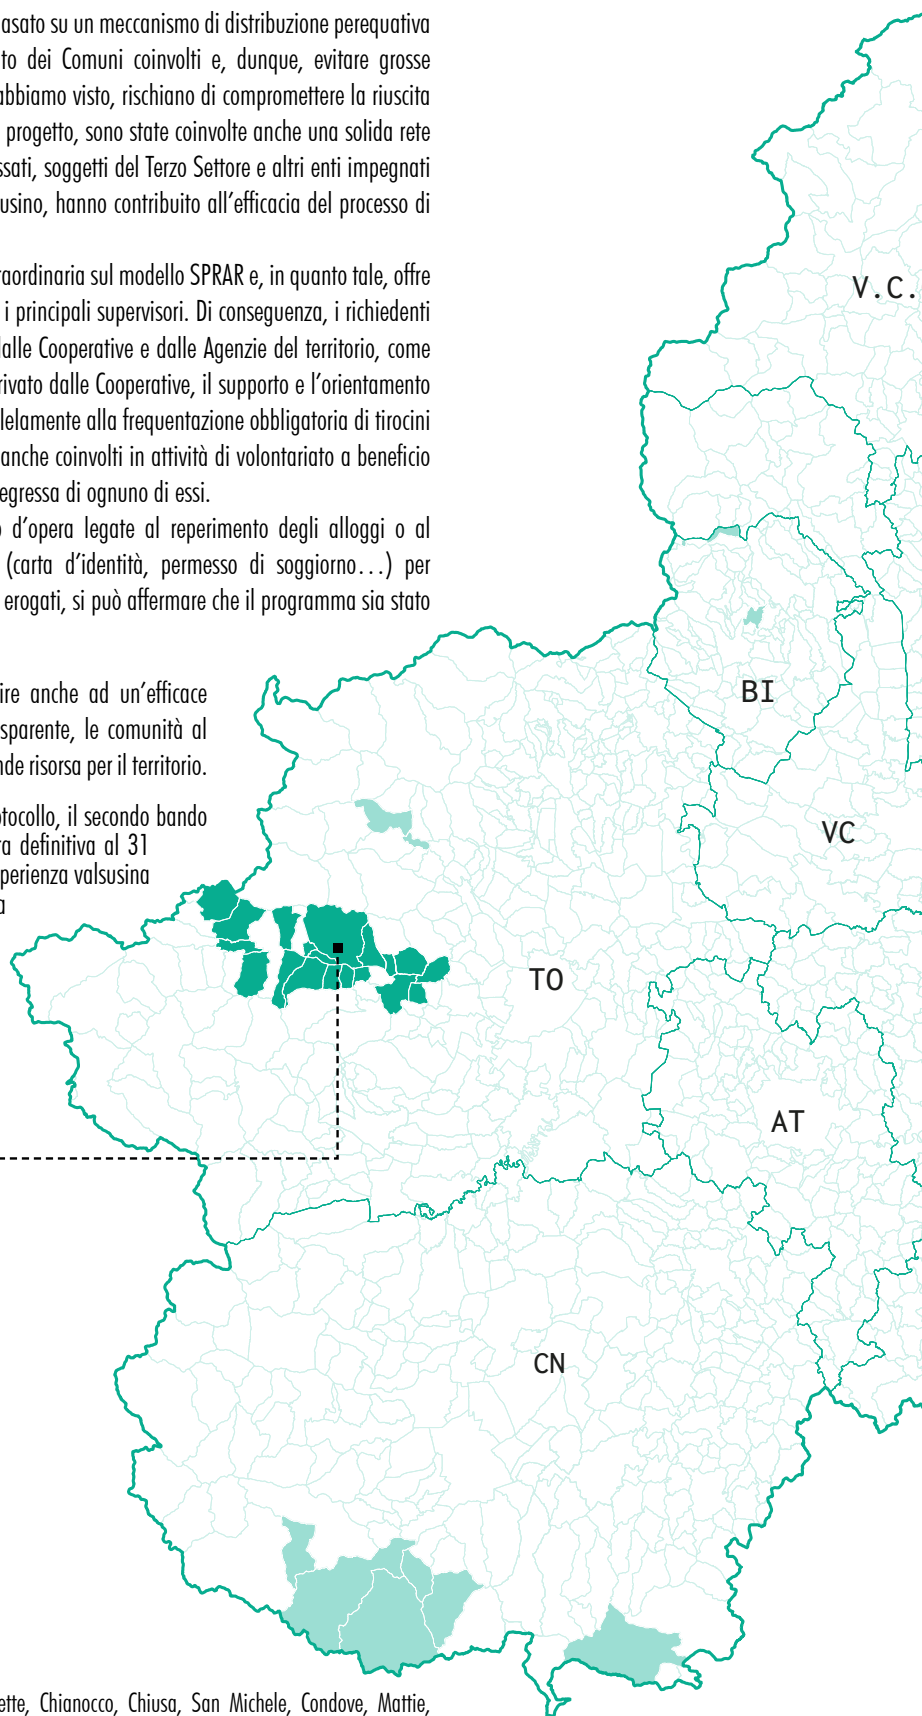 asato su un meccanismo di distribuzione perequativa
to dei Comuni coinvolti e, dunque, evitare grosse
abbiamo visto, rischiano di compromettere la riuscita
progetto, sono state coinvolte anche una solida rete
ssati, soggetti del Terzo Settore e altri enti impegnati
usino, hanno contribuito all'efficacia del processo di
raordinaria sul modello SPRAR e, in quanto tale, offre
i principali supervisori. Di conseguenza, i richiedenti
dalle Cooperative e dalle Agenzie del territorio, come
rivato dalle Cooperative, il supporto e l'orientamento
lelamente alla frequentazione obbligatoria di tirocini
anche coinvolti in attività di volontariato a beneficio
egressa di ognuno di essi.
o d'opera legate al reperimento degli alloggi o al
(carta d'identità, permesso di soggiorno…) per
erogati, si può affermare che il programma sia stato
ire anche ad un'efficace
sparente, le comunità al
nde risorsa per il territorio.
otocollo, il secondo bando
ra definitiva al 31
sperienza valsusina
a
V.C.
BI
VC
TO
AT
CN
ette, Chianocco, Chiusa, San Michele, Condove, Mattie,